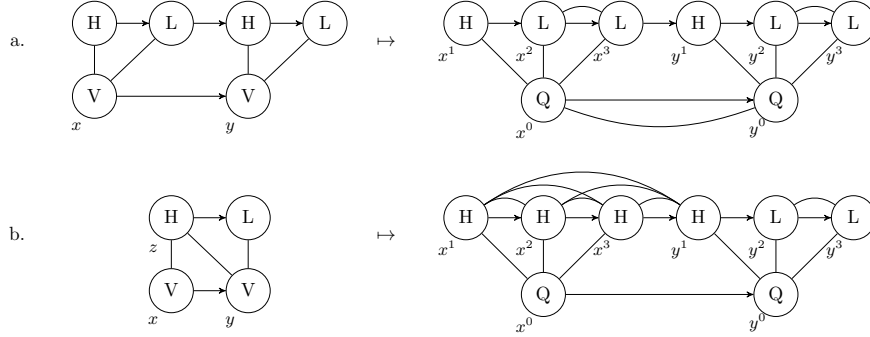 H L H L H L L H L L
a. ↦
V V Q Q
x y x⁰ y⁰
x¹ x² x³ y¹ y² y³
H L H H H H L L
b. ↦
z x¹ x² x³ y¹ y² y³
V V Q Q
x y x⁰ y⁰